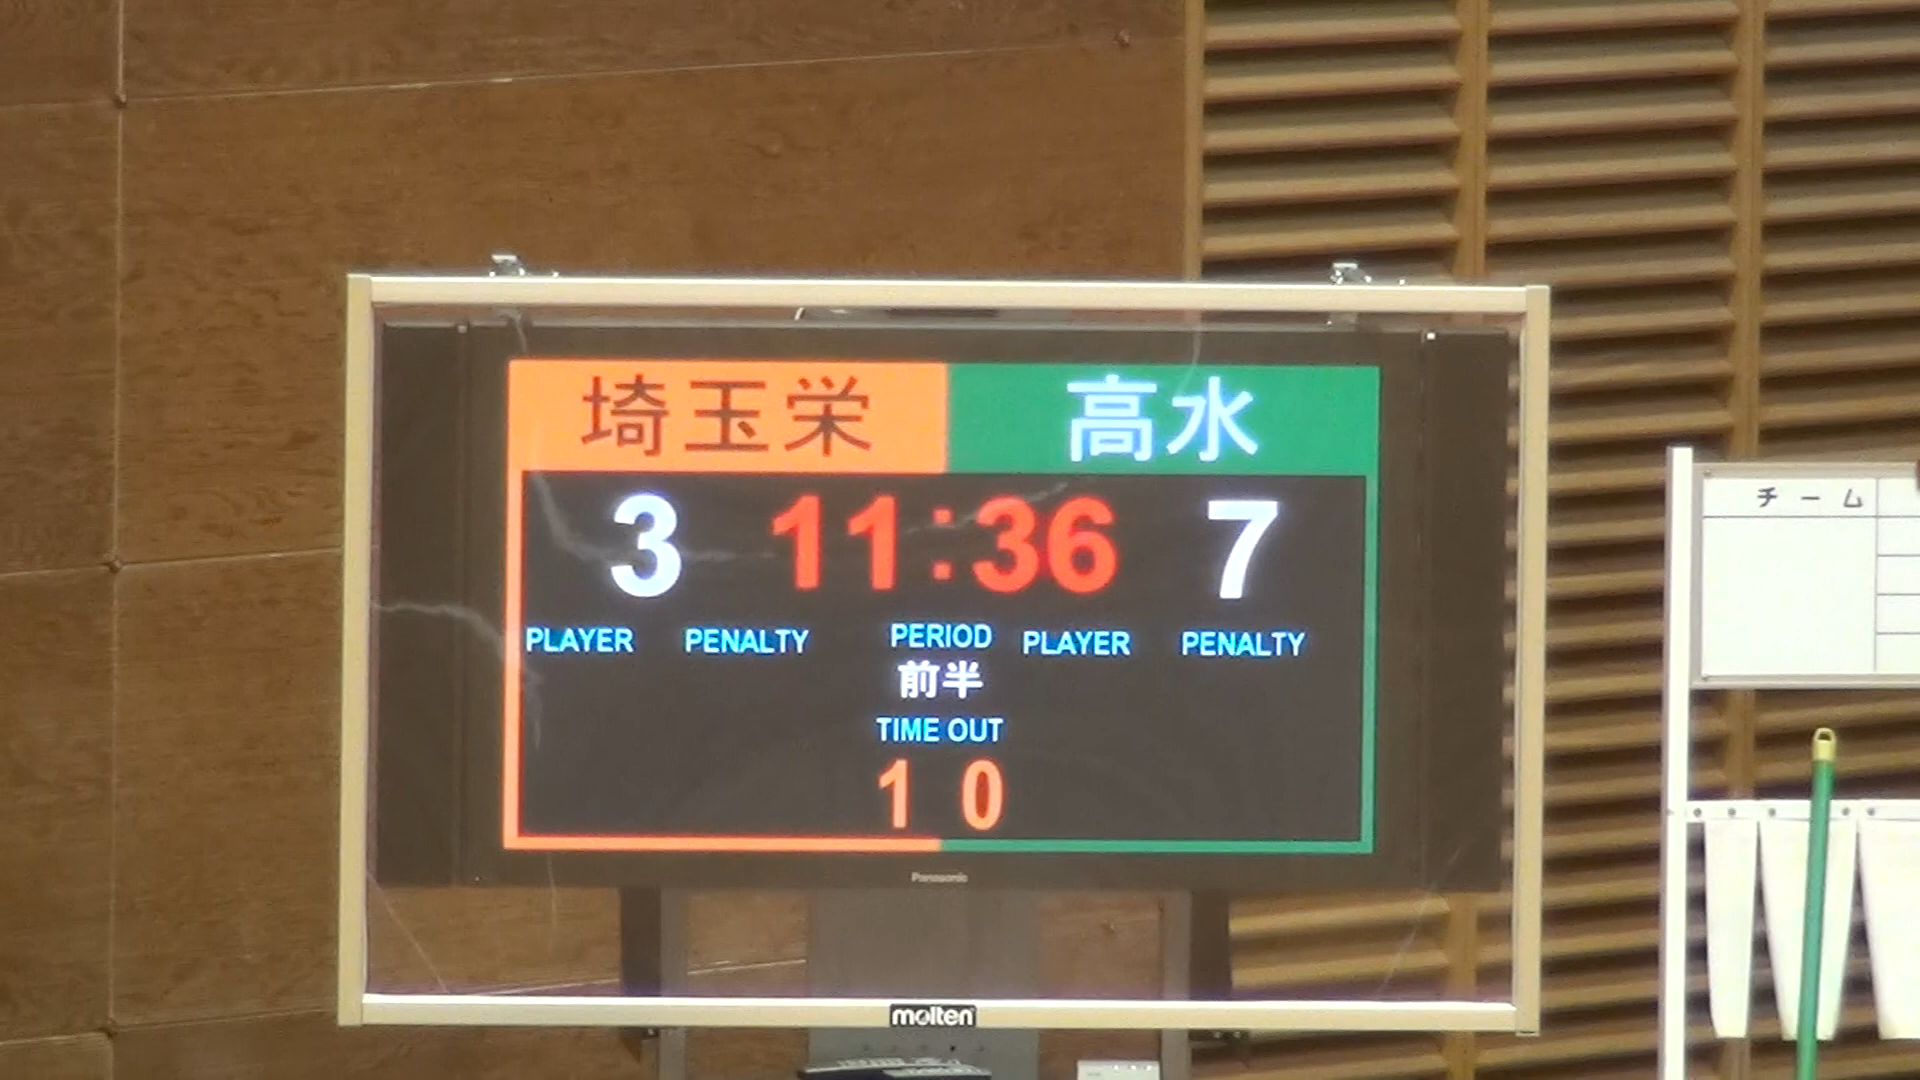 埼玉栄 高水
3 11:36 7
PLAYER PENALTY PERIOD PLAYER PENALTY
前半
TIME OUT
1 0
Panasonic
molten
チーム